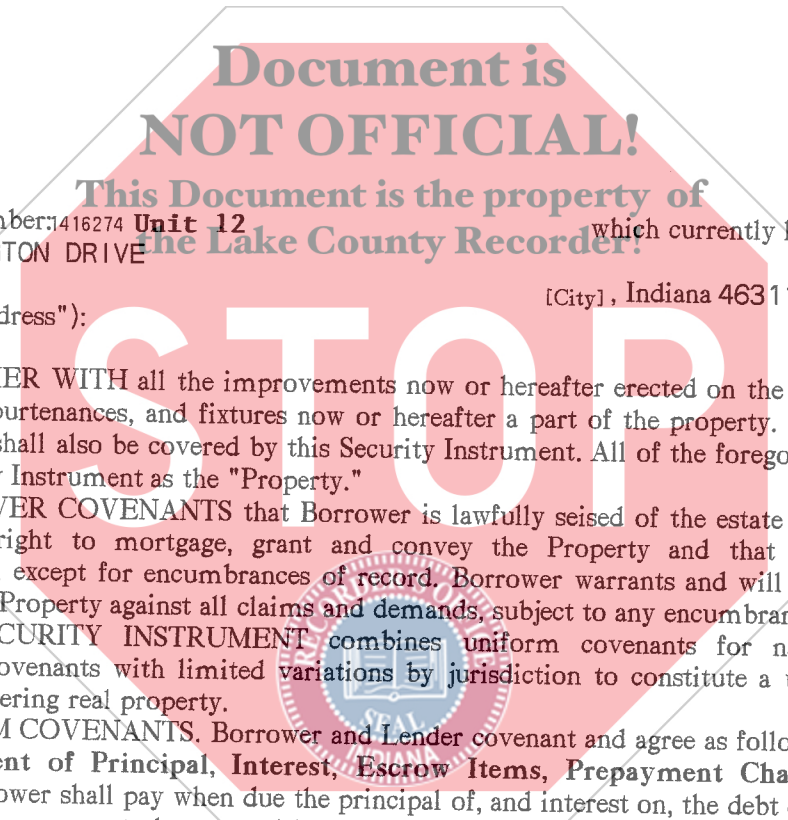 Document is
NOT OFFICIAL!
This Document is the property of
the Lake County Recorder!
nber:1416274 Unit 12 which currently
TON DRIVE
[City] , Indiana 46311
dress"):
STOP
ER WITH all the improvements now or hereafter erected on the
purtenances, and fixtures now or hereafter a part of the property.
shall also be covered by this Security Instrument. All of the forego
y Instrument as the "Property."
VER COVENANTS that Borrower is lawfully seised of the estate
right to mortgage, grant and convey the Property and that
except for encumbrances of record. Borrower warrants and will
Property against all claims and demands, subject to any encumbran
CURITY INSTRUMENT combines uniform covenants for n
ovenants with limited variations by jurisdiction to constitute a u
ering real property.
M COVENANTS. Borrower and Lender covenant and agree as follo
ent of Principal, Interest, Escrow Items, Prepayment Cha
ower shall pay when due the principal of, and interest on, the debt
SEAL
INDIANA